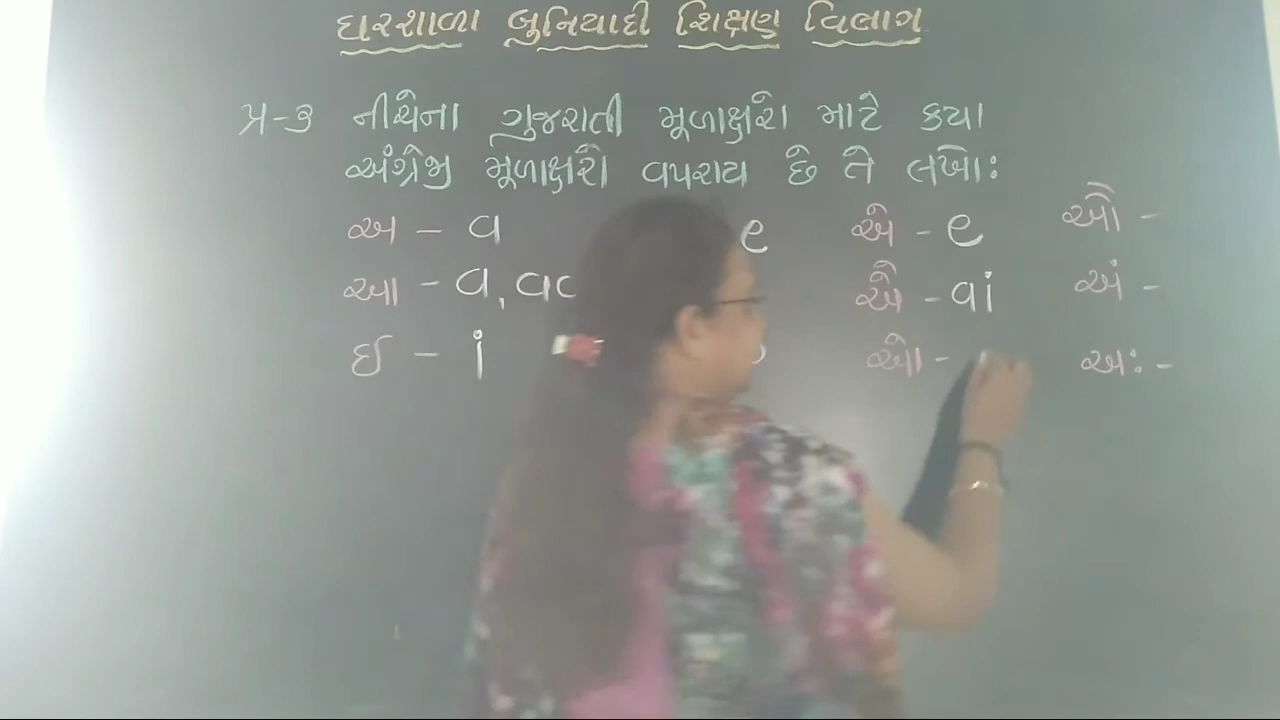 ઘરશાળા બુનિયાદી શિક્ષણ વિભાગ
પ્ર-૩ નીચેના ગુજરાતી મૂળાક્ષરો માટે કયા
અંગ્રેજી મૂળાક્ષરો વપરાય છે તે લખો:
અ - a e એ - e ઔ -
આ - a, aa ઐ - ai અં -
ઇ - i ઓ - અઃ -